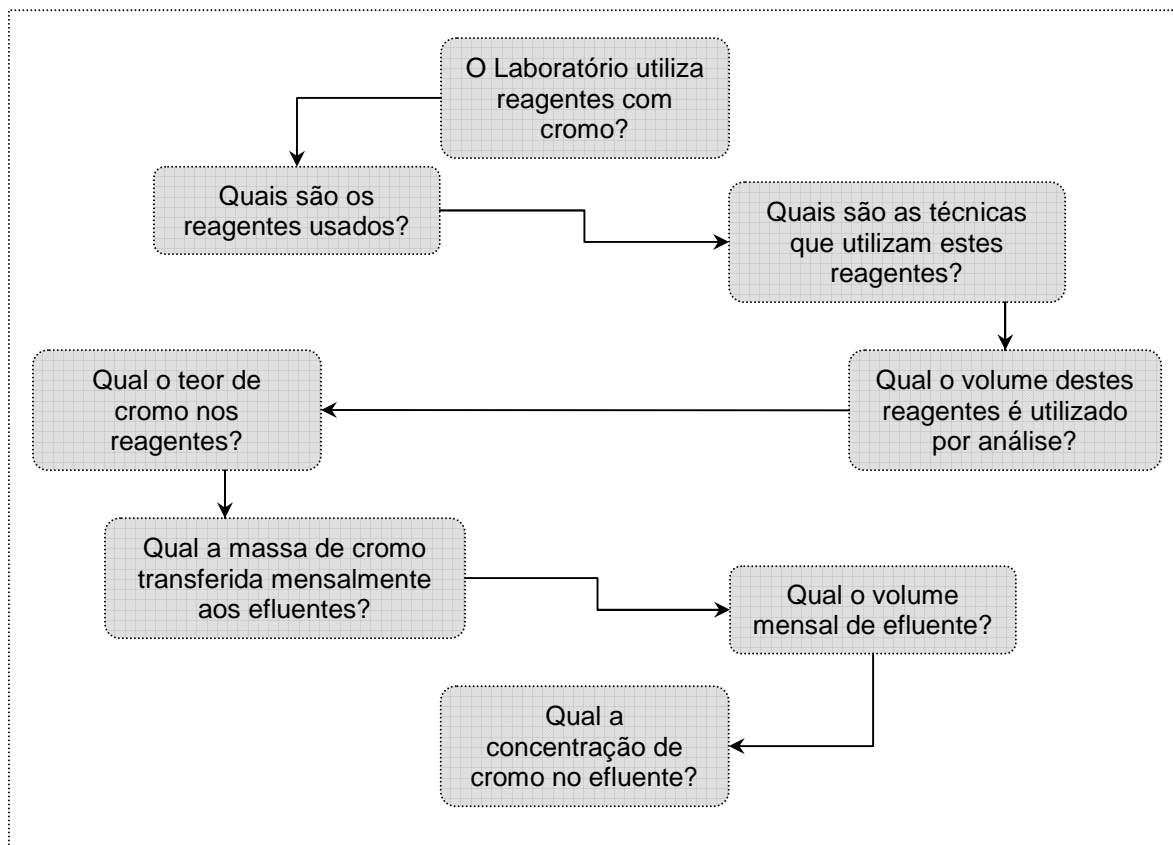 O Laboratório utiliza
reagentes com
cromo?
Quais são os
reagentes usados?
Quais são as técnicas
que utilizam estes
reagentes?
Qual o volume destes
reagentes é utilizado
por análise?
Qual o teor de
cromo nos
reagentes?
Qual a massa de cromo
transferida mensalmente
aos efluentes?
Qual o volume
mensal de efluente?
Qual a
concentração de
cromo no efluente?